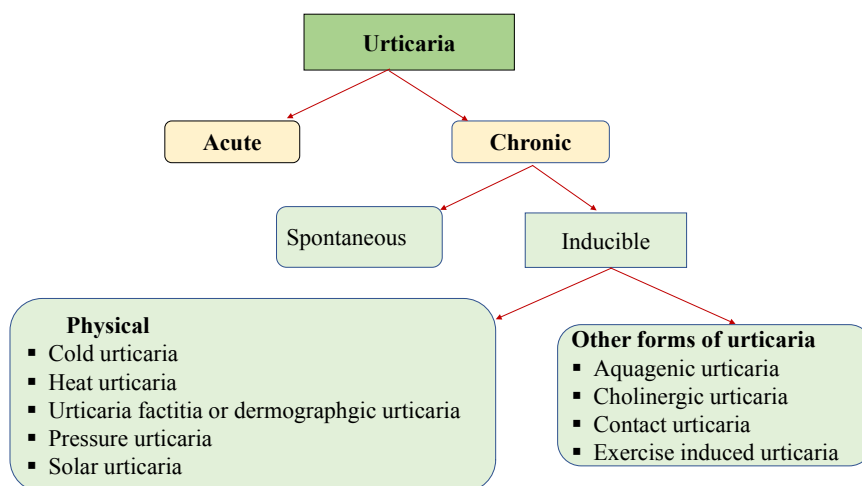 Urticaria
Acute
Chronic
Spontaneous
Inducible
Physical
▪ Cold urticaria
▪ Heat urticaria
▪ Urticaria factitia or dermographgic urticaria
▪ Pressure urticaria
▪ Solar urticaria
Other forms of urticaria
▪ Aquagenic urticaria
▪ Cholinergic urticaria
▪ Contact urticaria
▪ Exercise induced urticaria